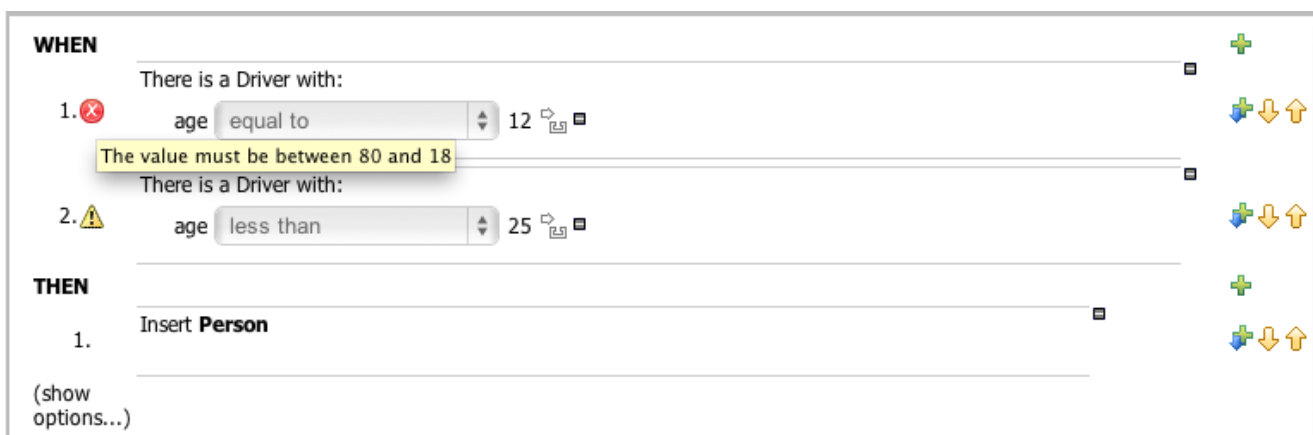 WHEN
There is a Driver with:
1.
age equal to 12
The value must be between 80 and 18
There is a Driver with:
2.
age less than 25
THEN
Insert Person
1.
(show
options...)